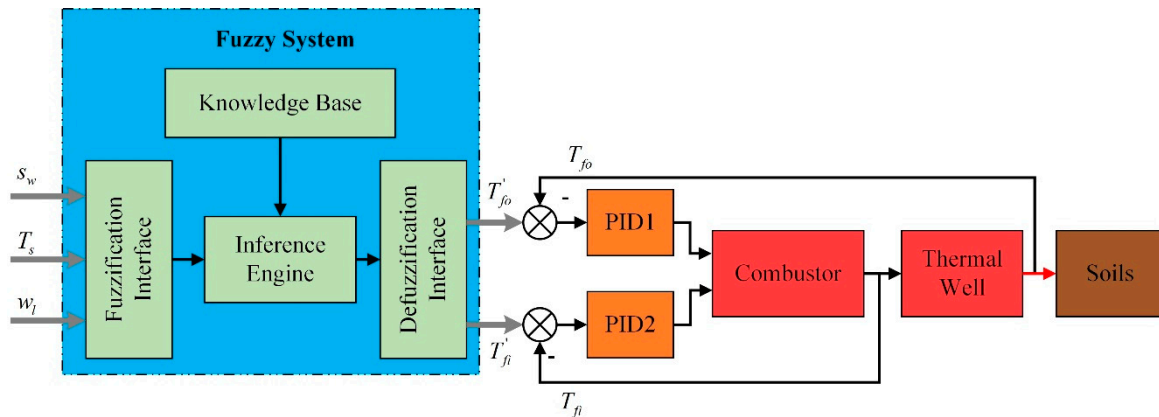 Fuzzy System
Knowledge Base
s_w
T_s
w_l
Fuzzification
Interface
Inference
Engine
Defuzzification
Interface
T'_fo
T'_fi
T_fo
-
PID1
-
PID2
T_fi
Combustor
Thermal
Well
Soils